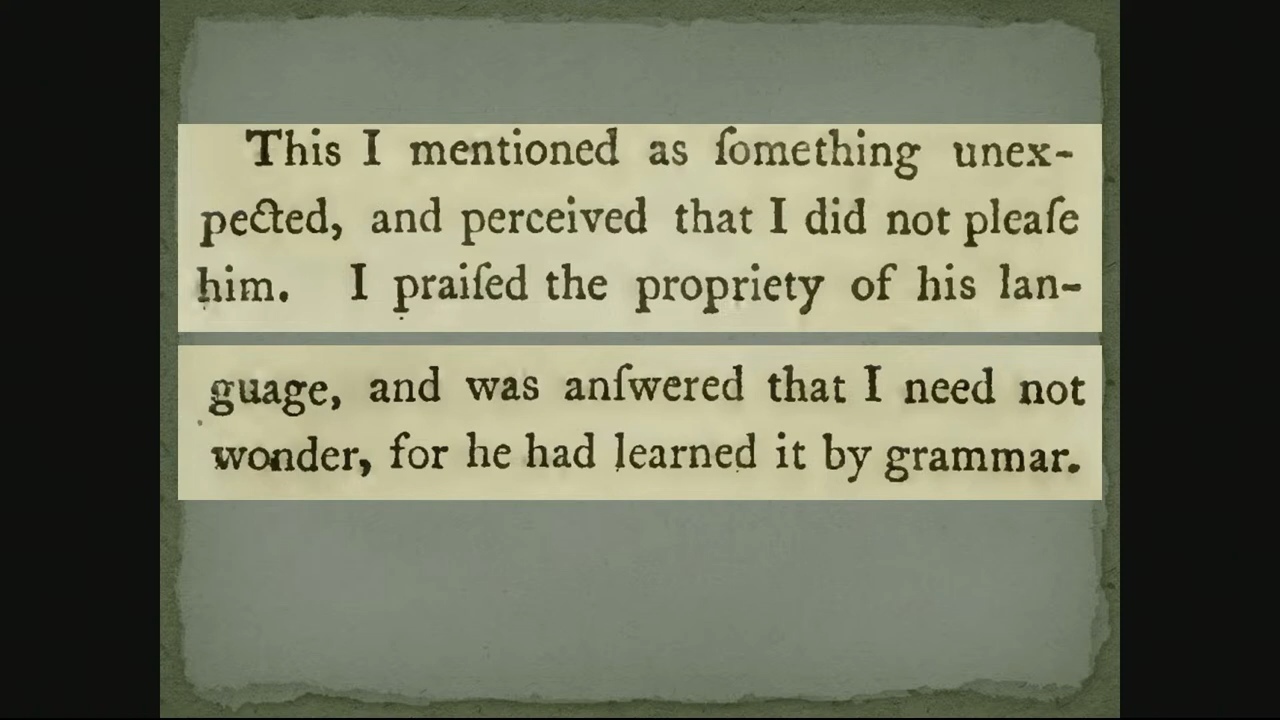 This I mentioned as ſomething unex-
pected, and perceived that I did not pleaſe
him. I praiſed the propriety of his lan-
guage, and was anſwered that I need not
wonder, for he had learned it by grammar.